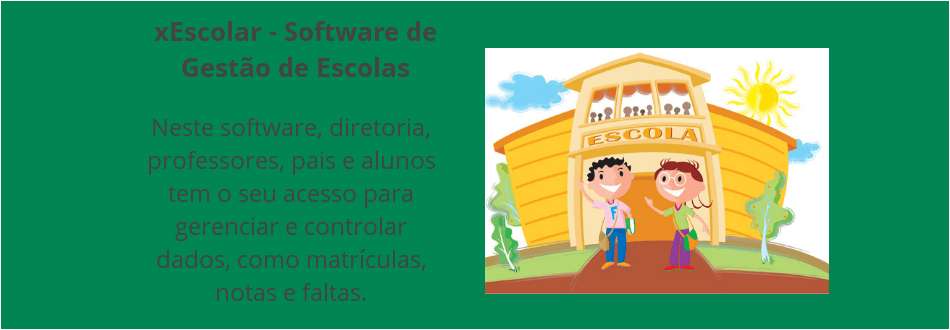 xEscolar - Software de
Gestão de Escolas
Neste software, diretoria,
professores, pais e alunos
tem o seu acesso para
gerenciar e controlar
dados, como matrículas,
notas e faltas.
ESCOLA
F